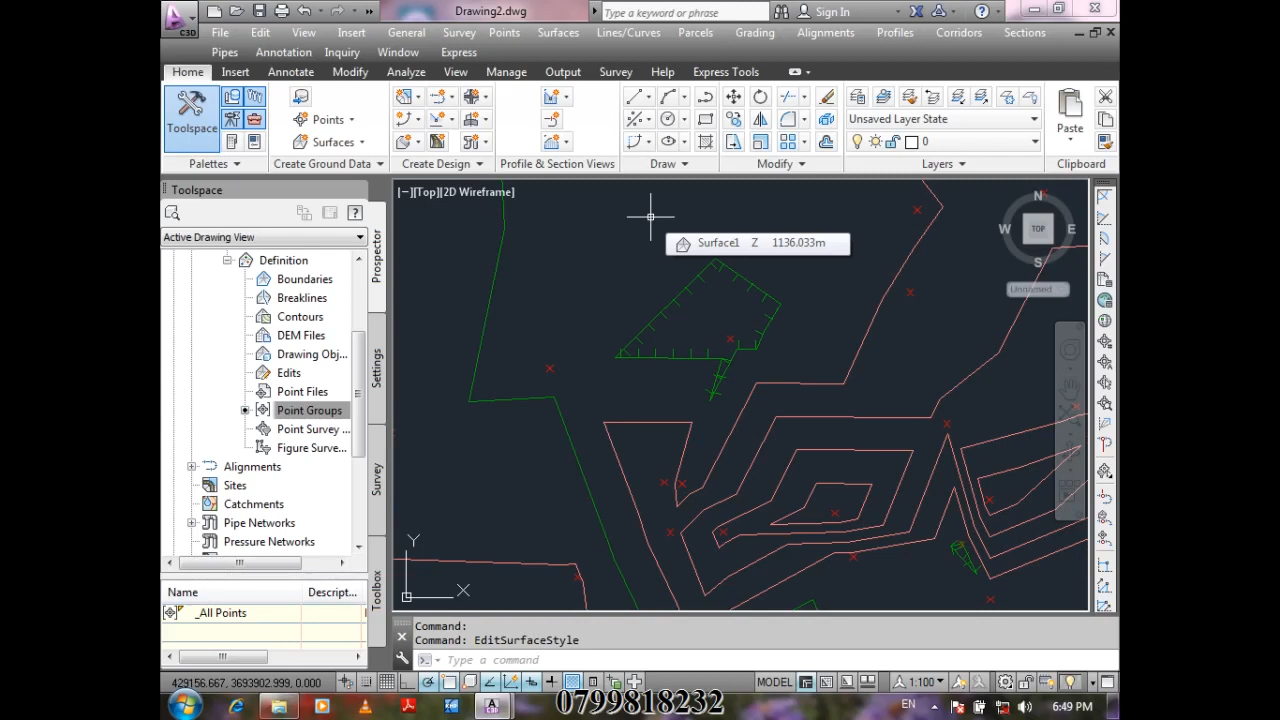 C3D
Drawing2.dwg
Type a keyword or phrase
Sign In
File Edit View Insert General Survey Points Surfaces Lines/Curves Parcels Grading Alignments Profiles Corridors Sections
Pipes Annotation Inquiry Window Express
Home Insert Annotate Modify Analyze View Manage Output Survey Help Express Tools
Toolspace
Points
Surfaces
Unsaved Layer State
0
Paste
Palettes Create Ground Data Create Design Profile & Section Views Draw Modify Layers Clipboard
Toolspace
[−][Top][2D Wireframe]
Active Drawing View
Prospector
Settings
Survey
Toolbox
Definition
Boundaries
Breaklines
Contours
DEM Files
Drawing Obj...
Edits
Point Files
Point Groups
Point Survey ...
Figure Surve...
Alignments
Sites
Catchments
Pipe Networks
Pressure Networks
Name Descript...
_All Points
N
W TOP E
S
Unnamed
Surface1 Z 1136.033m
Y
X
Command:
Command: EditSurfaceStyle
Type a command
429156.667, 3693902.999, 0.000
MODEL
1:100
0799818232
EN
6:49 PM